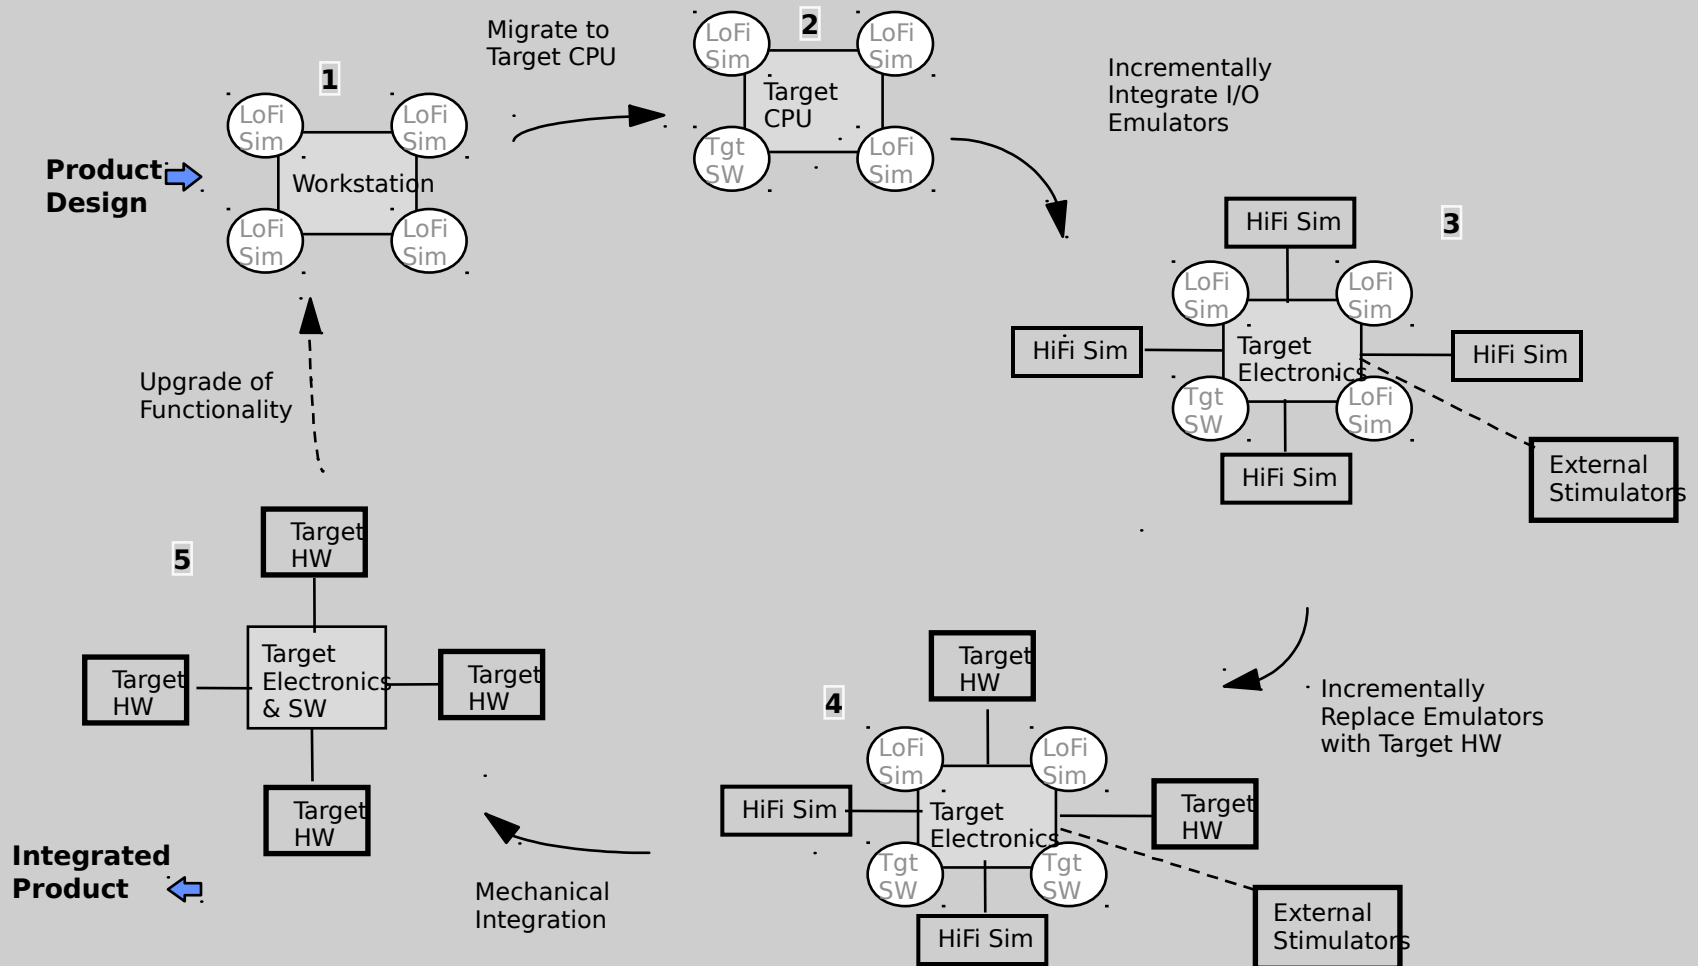 1
LoFi
Sim
LoFi
Sim
Product
Design
Workstation
LoFi
Sim
LoFi
Sim
Migrate to
Target CPU
2
LoFi
Sim
LoFi
Sim
Target
CPU
Tgt
SW
LoFi
Sim
Incrementally
Integrate I/O
Emulators
3
HiFi Sim
LoFi
Sim
LoFi
Sim
HiFi Sim
Target
Electronics
HiFi Sim
Tgt
SW
LoFi
Sim
HiFi Sim
External
Stimulators
Incrementally
Replace Emulators
with Target HW
4
Target
HW
LoFi
Sim
LoFi
Sim
HiFi Sim
Target
Electronics
Target
HW
Tgt
SW
Tgt
SW
HiFi Sim
External
Stimulators
Mechanical
Integration
5
Target
HW
Target
HW
Target
Electronics
& SW
Target
HW
Target
HW
Integrated
Product
Upgrade of
Functionality